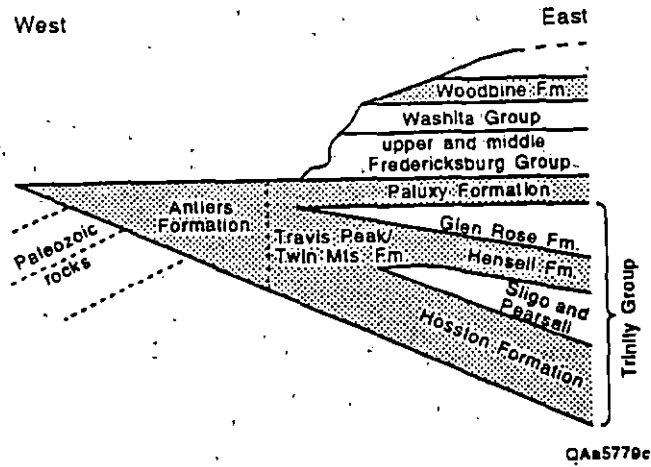 West
East
Woodbine Fm.
Washita Group
upper and middle
Fredericksburg Group
Paluxy Formation
Antlers
Formation
Glen Rose Fm.
Travis Peak/
Twin Mts. Fm.
Hensell Fm.
Paleozoic
rocks
Sligo and
Pearsall
Hosston Formation
Trinity Group
QAa5779c